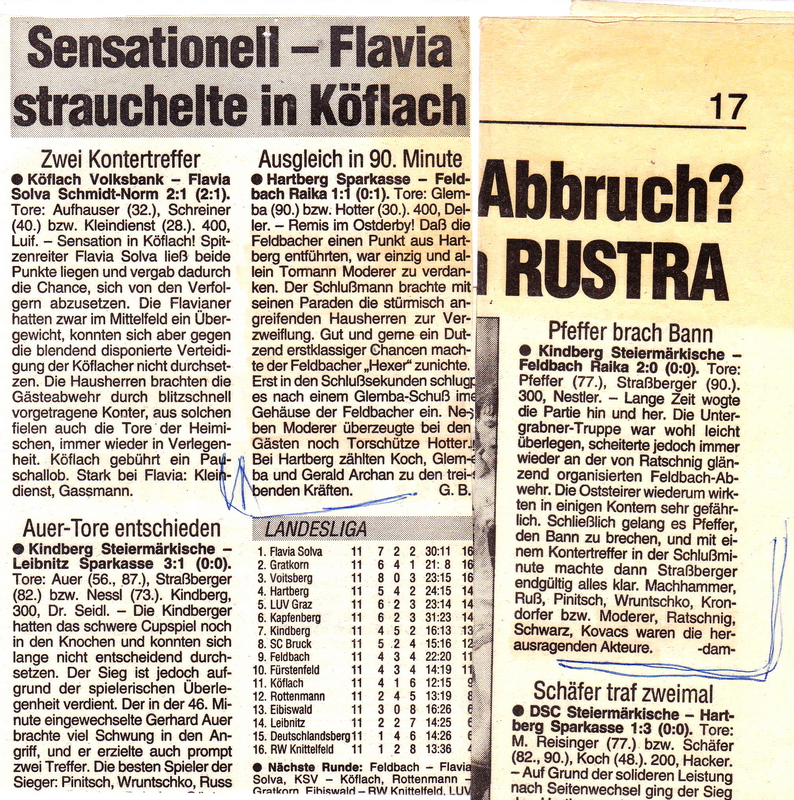 Sensationell – Flavia
strauchelte in Köflach
Zwei Kontertreffer
● Köflach Volksbank – Flavia
Solva Schmidt-Norm 2:1 (2:1).
Tore: Aufhauser (32.), Schreiner
(40.) bzw. Kleindienst (28.). 400,
Luif. – Sensation in Köflach! Spit-
zenreiter Flavia Solva ließ beide
Punkte liegen und vergab dadurch
die Chance, sich von den Verfol-
gern abzusetzen. Die Flavianer
hatten zwar im Mittelfeld ein Über-
gewicht, konnten sich aber gegen
die blendend disponierte Verteidi-
gung der Köflacher nicht durchset-
zen. Die Hausherren brachten die
Gästeabwehr durch blitzschnell
vorgetragene Konter, aus solchen
fielen auch die Tore der Heimi-
schen, immer wieder in Verlegen-
heit. Köflach gebührt ein Pau-
schallob. Stark bei Flavia: Klein-
dienst, Gassmann.
Auer-Tore entschieden
● Kindberg Steiermärkische –
Leibnitz Sparkasse 3:1 (0:0).
Tore: Auer (56., 87.), Straßberger
(82.) bzw. Nessl (73.). Kindberg,
300, Dr. Seidl. – Die Kindberger
hatten das schwere Cupspiel noch
in den Knochen und konnten sich
lange nicht entscheidend durch-
setzen. Der Sieg ist jedoch auf-
grund der spielerischen Überle-
genheit verdient. Der in der 46. Mi-
nute eingewechselte Gerhard Auer
brachte viel Schwung in den An-
griff, und er erzielte auch prompt
zwei Treffer. Die besten Spieler der
Sieger: Pinitsch, Wruntschko, Russ
Ausgleich in 90. Minute
● Hartberg Sparkasse – Feld-
bach Raika 1:1 (0:1). Tore: Glem-
ba (90.) bzw. Hotter (30.). 400, Del-
ler. – Remis im Ostderby! Daß die
Feldbacher einen Punkt aus Hart-
berg entführten, war einzig und al-
lein Tormann Moderer zu verdan-
ken. Der Schlußmann brachte mit
seinen Paraden die stürmisch an-
greifenden Hausherren zur Ver-
zweiflung. Gut und gerne ein Dut-
zend erstklassiger Chancen mach-
te der Feldbacher „Hexer" zunichte.
Erst in den Schlußsekunden schlug
es nach einem Glemba-Schuß im
Gehäuse der Feldbacher ein. Ne-
ben Moderer überzeugte bei den
Gästen noch Torschütze Hotter.
Bei Hartberg zählten Koch, Glem-
ba und Gerald Archan zu den trei-
benden Kräften. G. B.
LANDESLIGA
1. Flavia Solva 11 7 2 2 30:11 16
2. Gratkorn 11 6 4 1 21: 8 16
3. Voitsberg 11 8 0 3 23:15 16
4. Hartberg 11 5 4 2 24:15 14
5. LUV Graz 11 6 2 3 23:14 14
6. Kapfenberg 11 6 2 3 31:23 14
7. Kindberg 11 4 5 2 16:13 13
8. SC Bruck 11 5 2 4 15:16 12
9. Feldbach 11 4 3 4 22:20 11
10. Fürstenfeld 11 4 3 4 14:19 11
11. Köflach 11 4 1 6 12:15 9
12. Rottenmann 11 2 4 5 13:19 8
13. Eibiswald 11 3 0 8 16:26 6
14. Leibnitz 11 2 2 7 14:25 6
15. Deutschlandsberg 11 1 4 6 14:26 6
16. RW Knittelfeld 11 1 2 8 13:36 4
● Nächste Runde: Feldbach – Flavia
Solva, KSV – Köflach, Rottenmann –
Gratkorn, Eibiswald – RW Knittelfeld, LUV
17
Abbruch?
RUSTRA
Pfeffer brach Bann
● Kindberg Steiermärkische –
Feldbach Raika 2:0 (0:0). Tore:
Pfeffer (77.), Straßberger (90.).
300, Nestler. – Lange Zeit wogte
die Partie hin und her. Die Unter-
grabner-Truppe war wohl leicht
überlegen, scheiterte jedoch immer
wieder an der von Ratschnig glän-
zend organisierten Feldbach-Ab-
wehr. Die Oststeirer wiederum wirk-
ten in einigen Kontern sehr gefähr-
lich. Schließlich gelang es Pfeffer,
den Bann zu brechen, und mit ei-
nem Kontertreffer in der Schlußmi-
nute machte dann Straßberger
endgültig alles klar. Machhammer,
Ruß, Pinitsch, Wruntschko, Kron-
dorfer bzw. Moderer, Ratschnig,
Schwarz, Kovacs waren die her-
ausragenden Akteure. -dam-
Schäfer traf zweimal
● DSC Steiermärkische – Hart-
berg Sparkasse 1:3 (0:0). Tore:
M. Reisinger (77.) bzw. Schäfer
(82., 90.), Koch (48.). 200, Hacker.
– Auf Grund der solideren Leistung
nach Seitenwechsel ging der Sieg